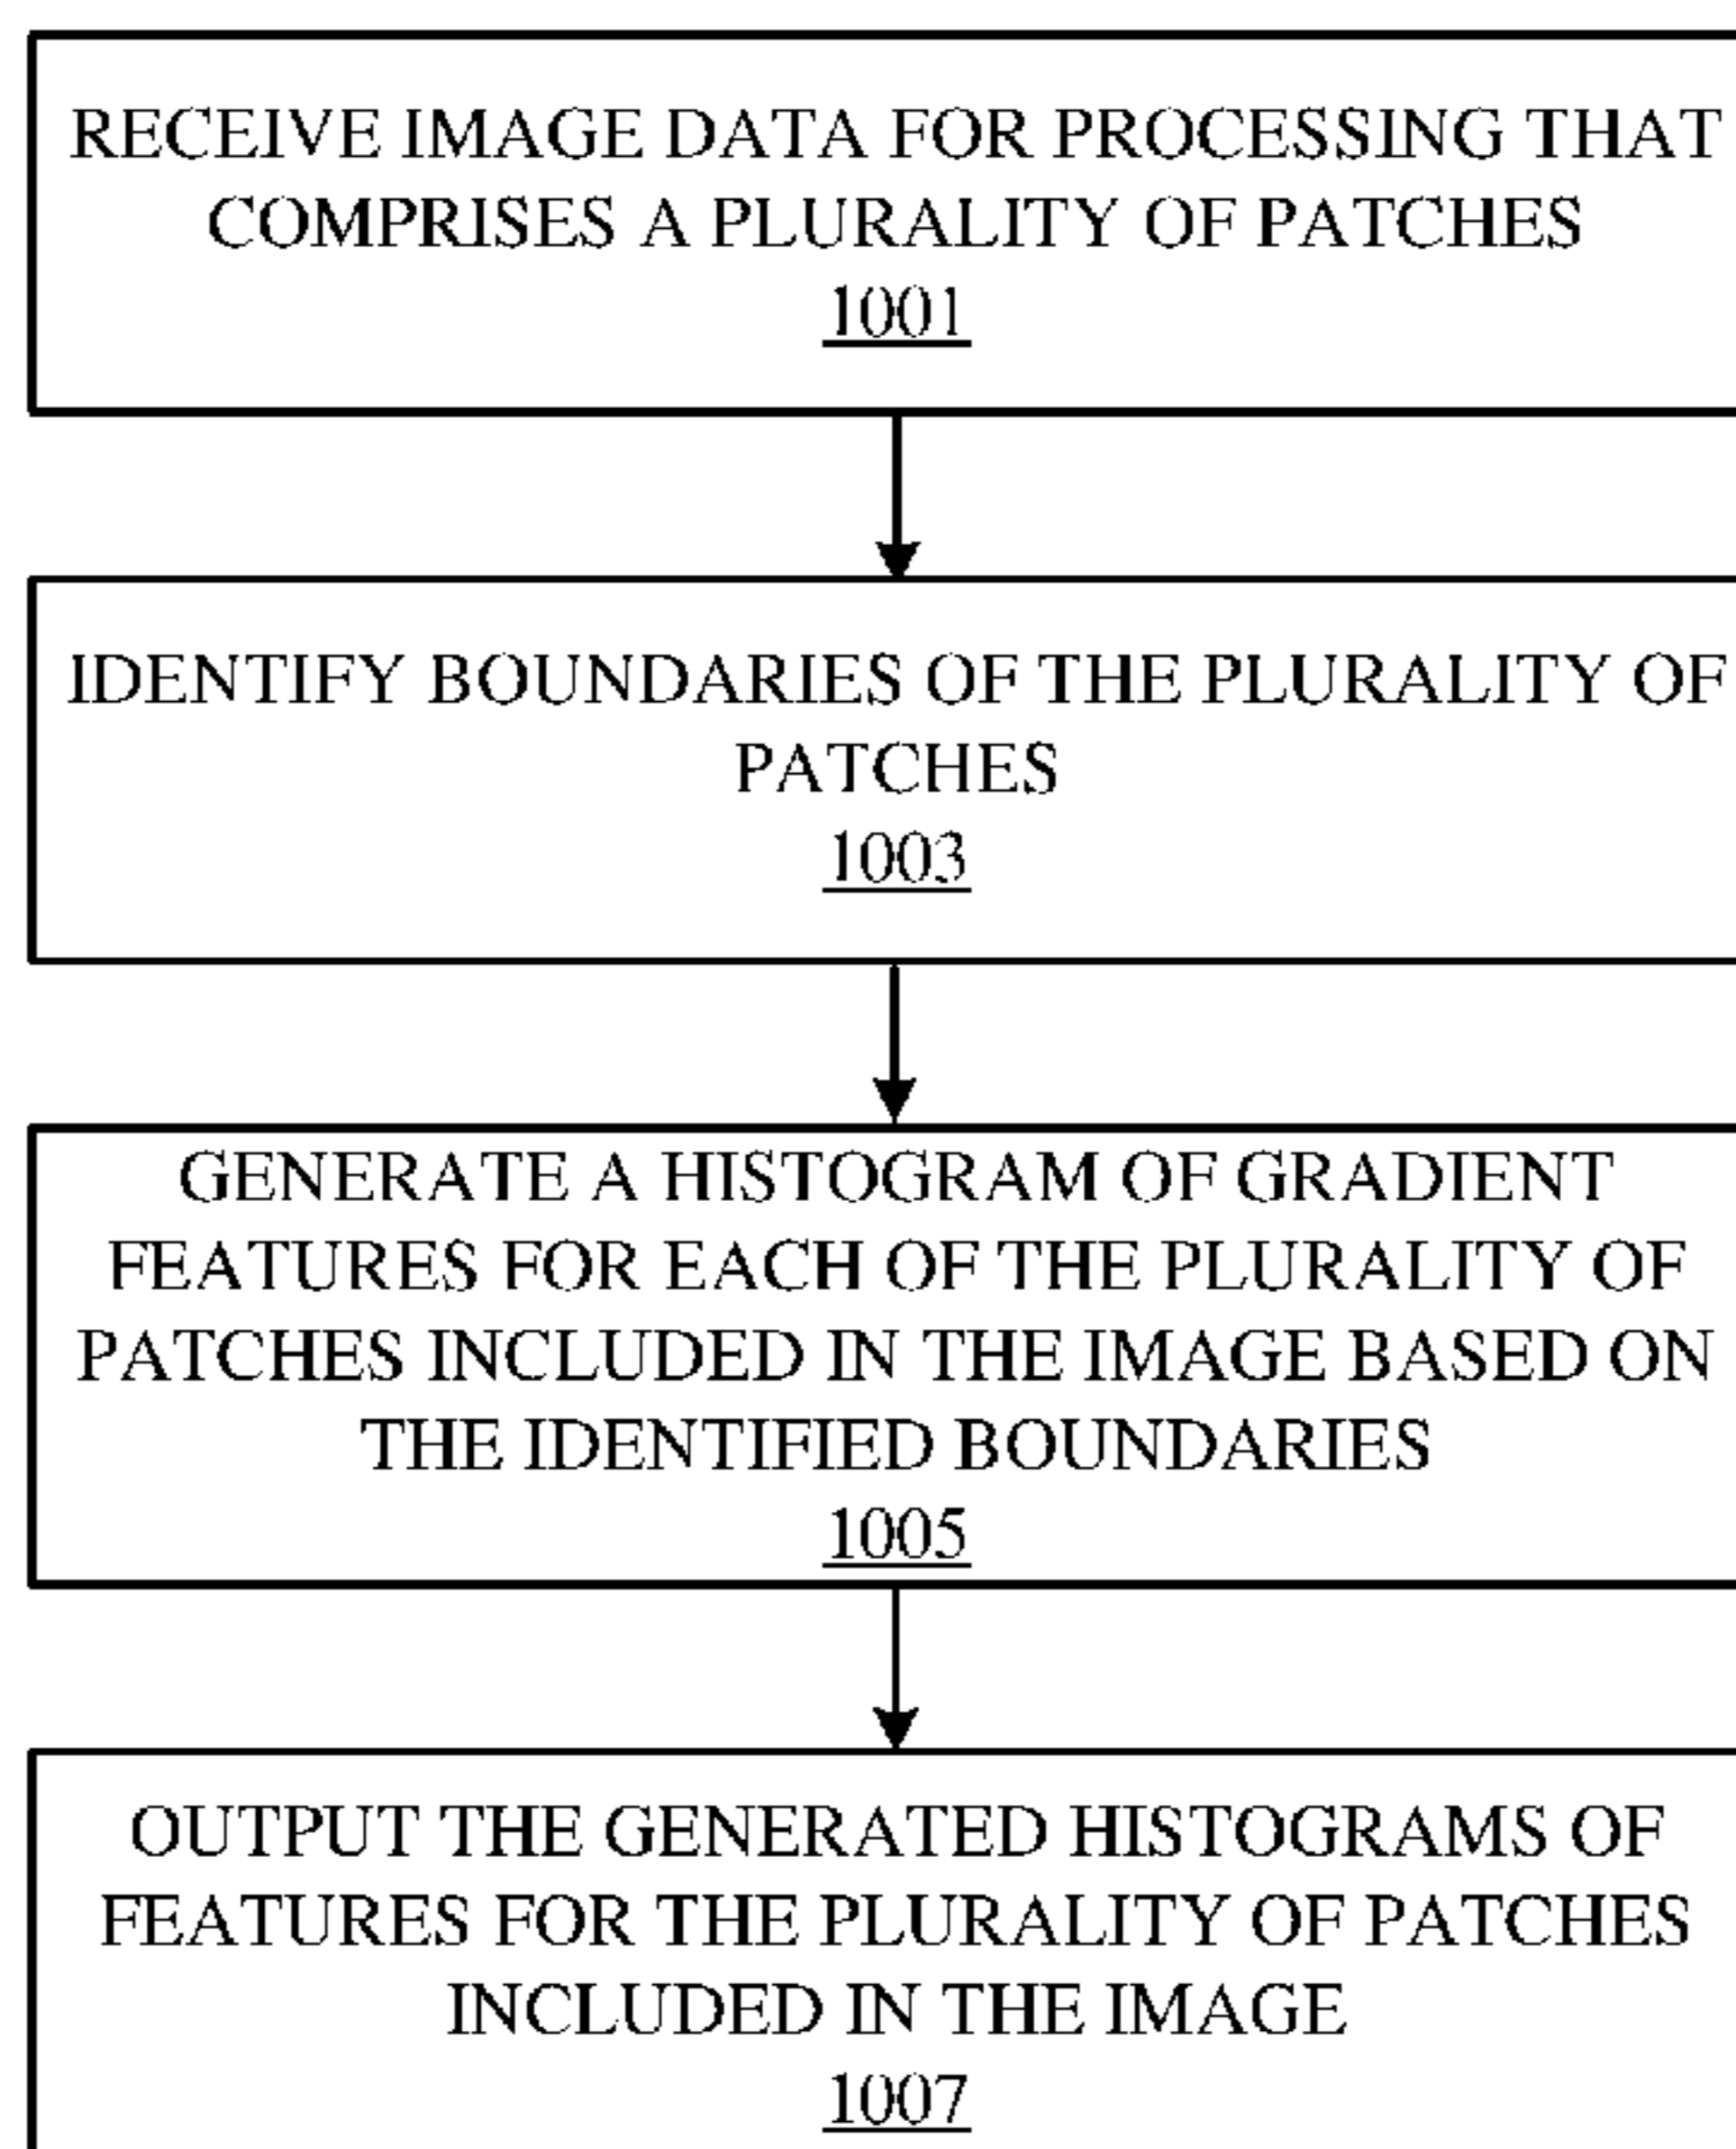 RECEIVE IMAGE DATA FOR PROCESSING THAT
COMPRISES A PLURALITY OF PATCHES
1001
IDENTIFY BOUNDARIES OF THE PLURALITY OF
PATCHES
1003
GENERATE A HISTOGRAM OF GRADIENT
FEATURES FOR EACH OF THE PLURALITY OF
PATCHES INCLUDED IN THE IMAGE BASED ON
THE IDENTIFIED BOUNDARIES
1005
OUTPUT THE GENERATED HISTOGRAMS OF
FEATURES FOR THE PLURALITY OF PATCHES
INCLUDED IN THE IMAGE
1007